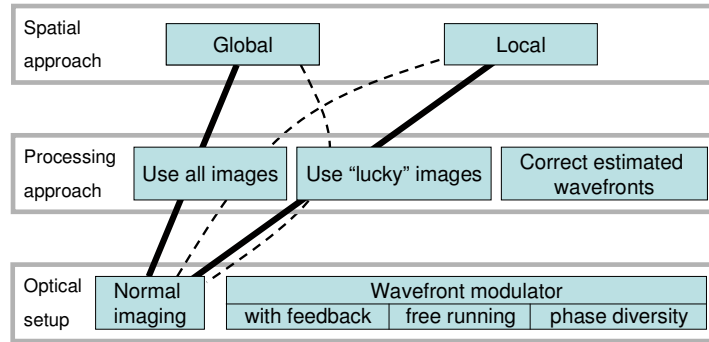 Spatial
approach
Global
Local
Processing
approach
Use all images
Use “lucky” images
Correct estimated
wavefronts
Optical
setup
Normal
imaging
Wavefront modulator
with feedback
free running
phase diversity